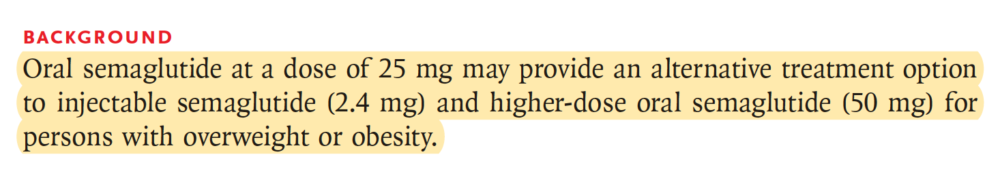 BACKGROUND
Oral semaglutide at a dose of 25 mg may provide an alternative treatment option
to injectable semaglutide (2.4 mg) and higher-dose oral semaglutide (50 mg) for
persons with overweight or obesity.